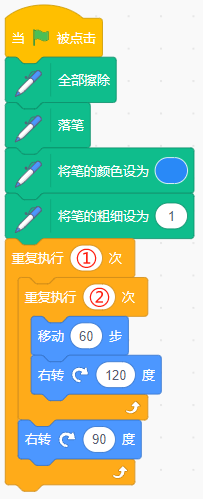 当 被点击
全部擦除
落笔
将笔的颜色设为
将笔的粗细设为 1
重复执行 ① 次
重复执行 ② 次
移动 60 步
右转 120 度
右转 90 度